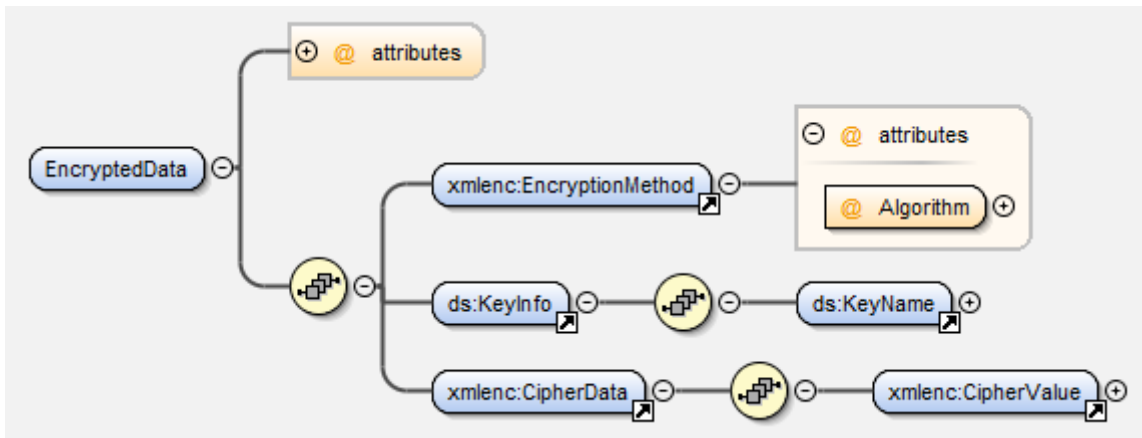 @ attributes
EncryptedData
@ attributes
xmlenc:EncryptionMethod
@ Algorithm
ds:KeyInfo
ds:KeyName
xmlenc:CipherData
xmlenc:CipherValue